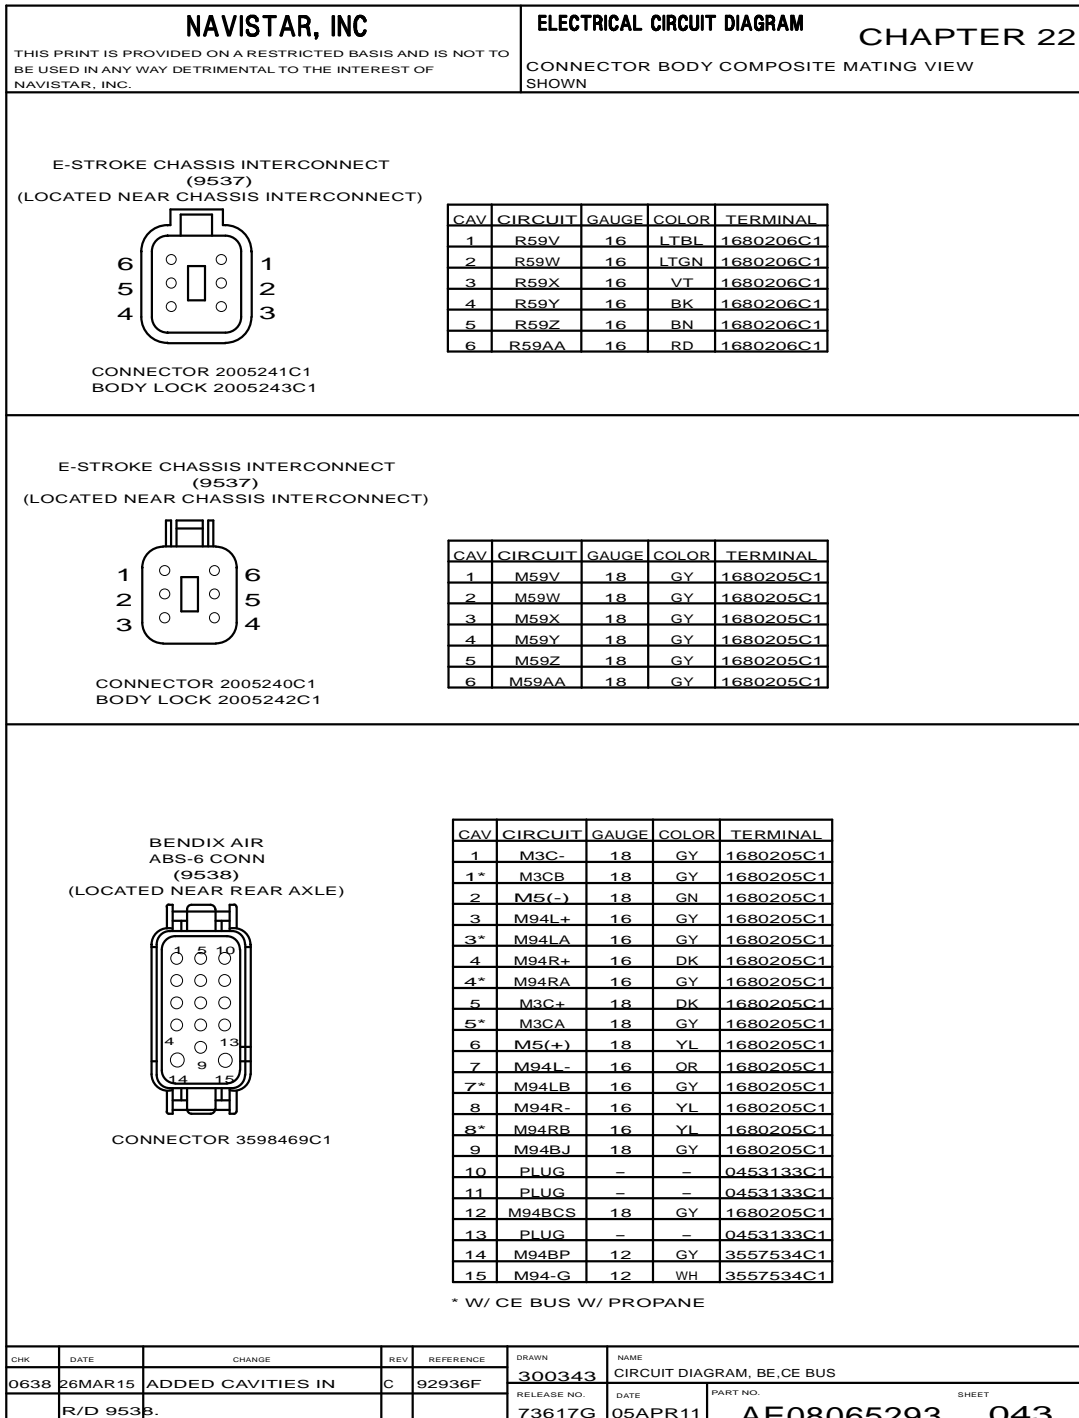 NAVISTAR, INC
THIS PRINT IS PROVIDED ON A RESTRICTED BASIS AND IS NOT TO
BE USED IN ANY WAY DETRIMENTAL TO THE INTEREST OF
NAVISTAR, INC.
ELECTRICAL CIRCUIT DIAGRAM
CHAPTER 22
CONNECTOR BODY COMPOSITE MATING VIEW
SHOWN
E-STROKE CHASSIS INTERCONNECT
(9537)
(LOCATED NEAR CHASSIS INTERCONNECT)
6 1
5 2
4 3
CONNECTOR 2005241C1
BODY LOCK 2005243C1
CAV CIRCUIT GAUGE COLOR TERMINAL
1 R59V 16 LTBL 1680206C1
2 R59W 16 LTGN 1680206C1
3 R59X 16 VT 1680206C1
4 R59Y 16 BK 1680206C1
5 R59Z 16 BN 1680206C1
6 R59AA 16 RD 1680206C1
E-STROKE CHASSIS INTERCONNECT
(9537)
(LOCATED NEAR CHASSIS INTERCONNECT)
1 6
2 5
3 4
CONNECTOR 2005240C1
BODY LOCK 2005242C1
CAV CIRCUIT GAUGE COLOR TERMINAL
1 M59V 18 GY 1680205C1
2 M59W 18 GY 1680205C1
3 M59X 18 GY 1680205C1
4 M59Y 18 GY 1680205C1
5 M59Z 18 GY 1680205C1
6 M59AA 18 GY 1680205C1
BENDIX AIR
ABS-6 CONN
(9538)
(LOCATED NEAR REAR AXLE)
1 5 10
4 13
9
14 15
CONNECTOR 3598469C1
CAV CIRCUIT GAUGE COLOR TERMINAL
1 M3C- 18 GY 1680205C1
1* M3CB 18 GY 1680205C1
2 M5(-) 18 GN 1680205C1
3 M94L+ 16 GY 1680205C1
3* M94LA 16 GY 1680205C1
4 M94R+ 16 DK 1680205C1
4* M94RA 16 GY 1680205C1
5 M3C+ 18 DK 1680205C1
5* M3CA 18 GY 1680205C1
6 M5(+) 18 YL 1680205C1
7 M94L- 16 OR 1680205C1
7* M94LB 16 GY 1680205C1
8 M94R- 16 YL 1680205C1
8* M94RB 16 YL 1680205C1
9 M94BJ 18 GY 1680205C1
10 PLUG – – 0453133C1
11 PLUG – – 0453133C1
12 M94BCS 18 GY 1680205C1
13 PLUG – – 0453133C1
14 M94BP 12 GY 3557534C1
15 M94-G 12 WH 3557534C1
* W/ CE BUS W/ PROPANE
CHK DATE CHANGE REV REFERENCE
0638 26MAR15 ADDED CAVITIES IN C 92936F
R/D 9538.
DRAWN 300343
NAME CIRCUIT DIAGRAM, BE,CE BUS
RELEASE NO. 73617G
DATE 05APR11
PART NO. AE08065293
SHEET 043